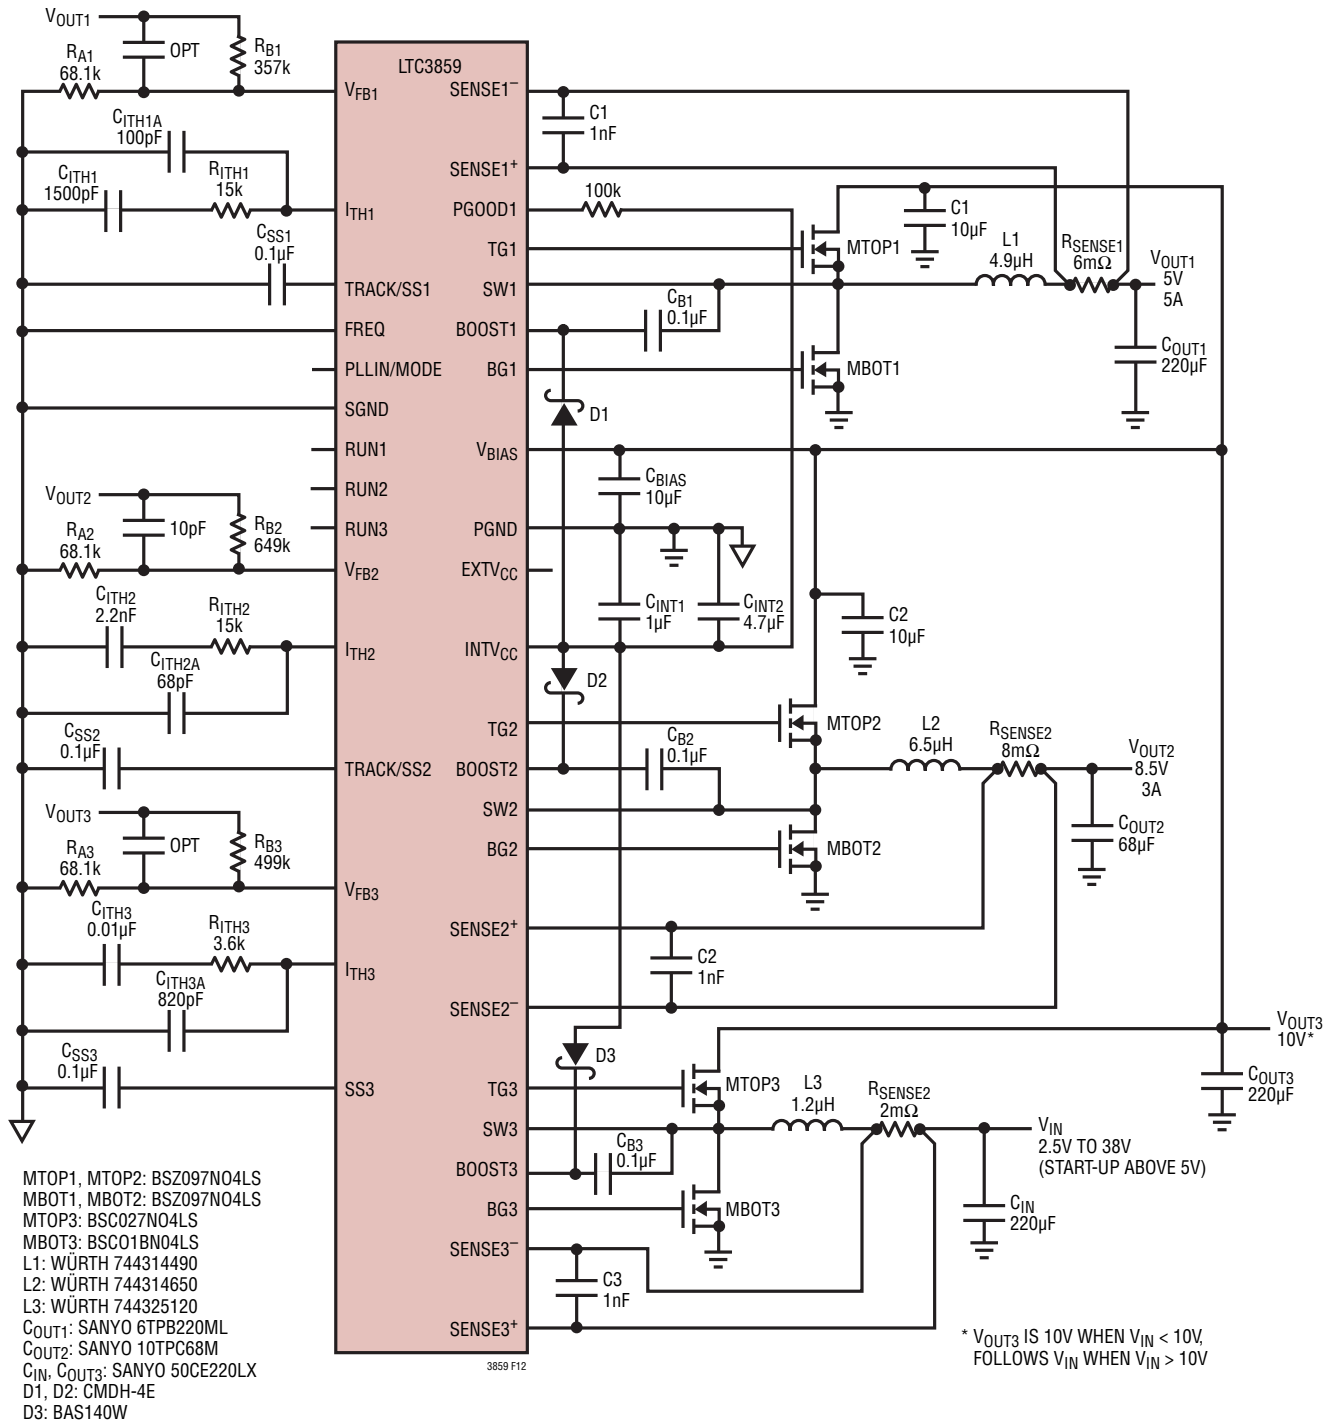 VOUT1
OPT
RB1
357k
RA1
68.1k
CITH1A
100pF
CITH1
1500pF
RITH1
15k
CSS1
0.1µF
VOUT2
10pF
RB2
649k
RA2
68.1k
CITH2
2.2nF
RITH2
15k
CITH2A
68pF
CSS2
0.1µF
VOUT3
OPT
RB3
499k
RA3
68.1k
CITH3
0.01µF
RITH3
3.6k
CITH3A
820pF
CSS3
0.1µF
LTC3859
VFB1
ITH1
TRACK/SS1
FREQ
PLLIN/MODE
SGND
RUN1
RUN2
RUN3
VFB2
ITH2
TRACK/SS2
VFB3
ITH3
SS3
SENSE1–
SENSE1+
PGOOD1
TG1
SW1
BOOST1
BG1
VBIAS
PGND
EXTVCC
INTVCC
TG2
BOOST2
SW2
BG2
SENSE2+
SENSE2–
TG3
SW3
BOOST3
BG3
SENSE3–
SENSE3+
C1
1nF
100k
MTOP1
C1
10µF
L1
4.9µH
RSENSE1
6mΩ
VOUT1
5V
5A
CB1
0.1µF
MBOT1
COUT1
220µF
D1
CBIAS
10µF
CINT1
1µF
CINT2
4.7µF
C2
10µF
D2
MTOP2
L2
6.5µH
RSENSE2
8mΩ
VOUT2
8.5V
3A
CB2
0.1µF
MBOT2
COUT2
68µF
C2
1nF
VOUT3
10V*
D3
MTOP3
L3
1.2µH
RSENSE2
2mΩ
COUT3
220µF
VIN
2.5V TO 38V
(START-UP ABOVE 5V)
CB3
0.1µF
MBOT3
CIN
220µF
C3
1nF
MTOP1, MTOP2: BSZ097NO4LS
MBOT1, MBOT2: BSZ097NO4LS
MTOP3: BSC027NO4LS
MBOT3: BSCO1BN04LS
L1: WÜRTH 744314490
L2: WÜRTH 744314650
L3: WÜRTH 744325120
COUT1: SANYO 6TPB220ML
COUT2: SANYO 10TPC68M
CIN, COUT3: SANYO 50CE220LX
D1, D2: CMDH-4E
D3: BAS140W
3859 F12
* VOUT3 IS 10V WHEN VIN < 10V,
FOLLOWS VIN WHEN VIN > 10V